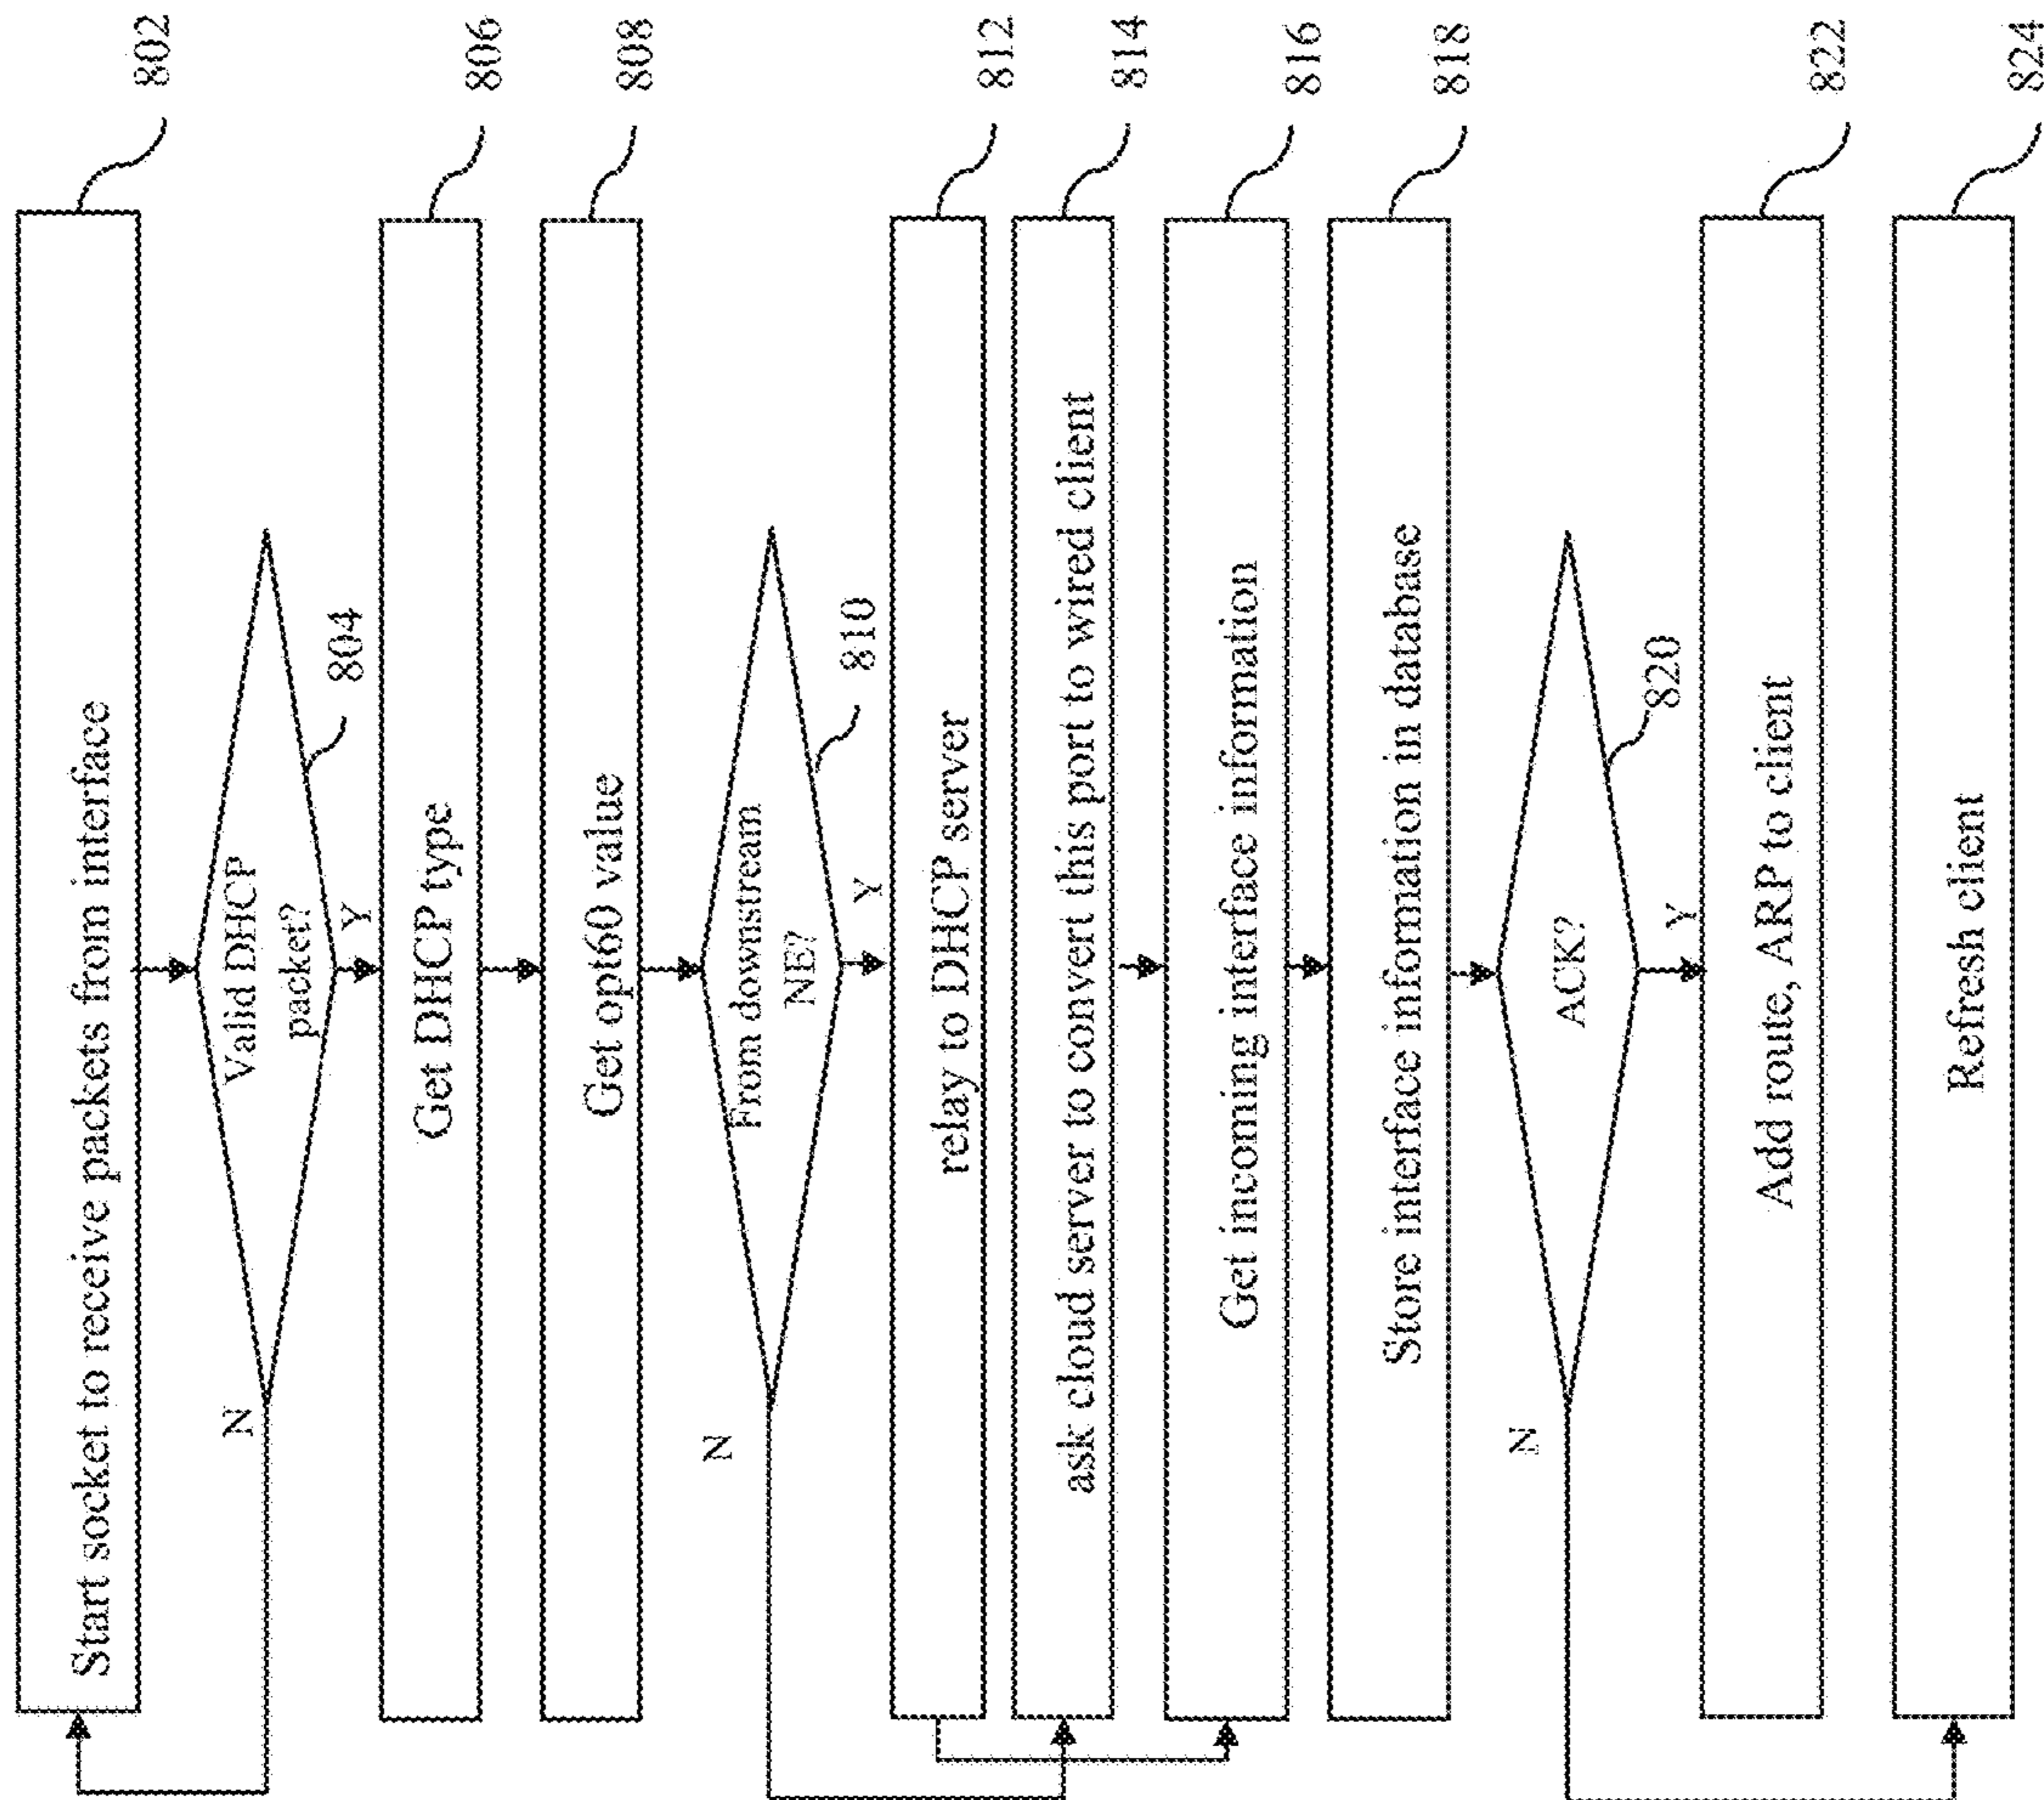 Start socket to receive packets from interface
802
Valid DHCP
packet?
804
N
Y
Get DHCP type
806
Get opt60 value
808
From downstream
NE?
810
N
Y
relay to DHCP server
812
ask cloud server to convert this port to wired client
814
Get incoming interface information
816
Store interface information in database
818
ACK?
820
N
Y
Add route, ARP to client
822
Refresh client
824